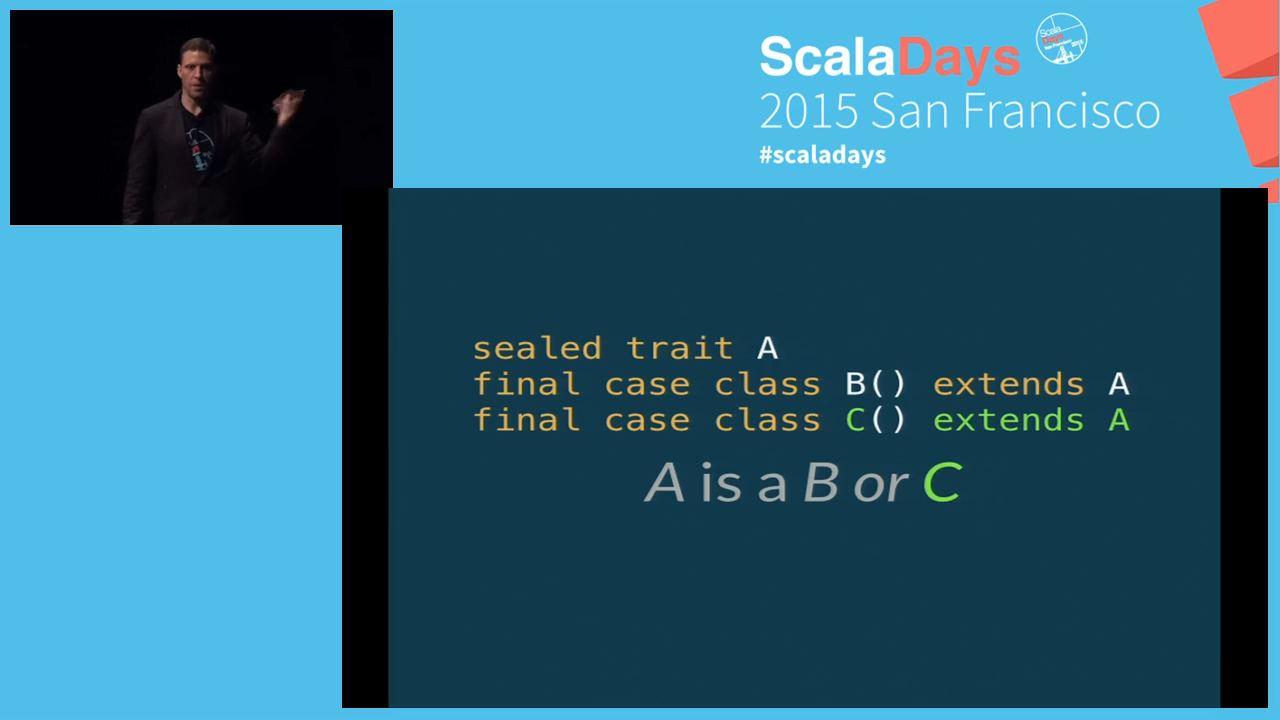 ScalaDays
2015 San Francisco
#scaladays
sealed trait A
final case class B() extends A
final case class C() extends A
A is a B or C